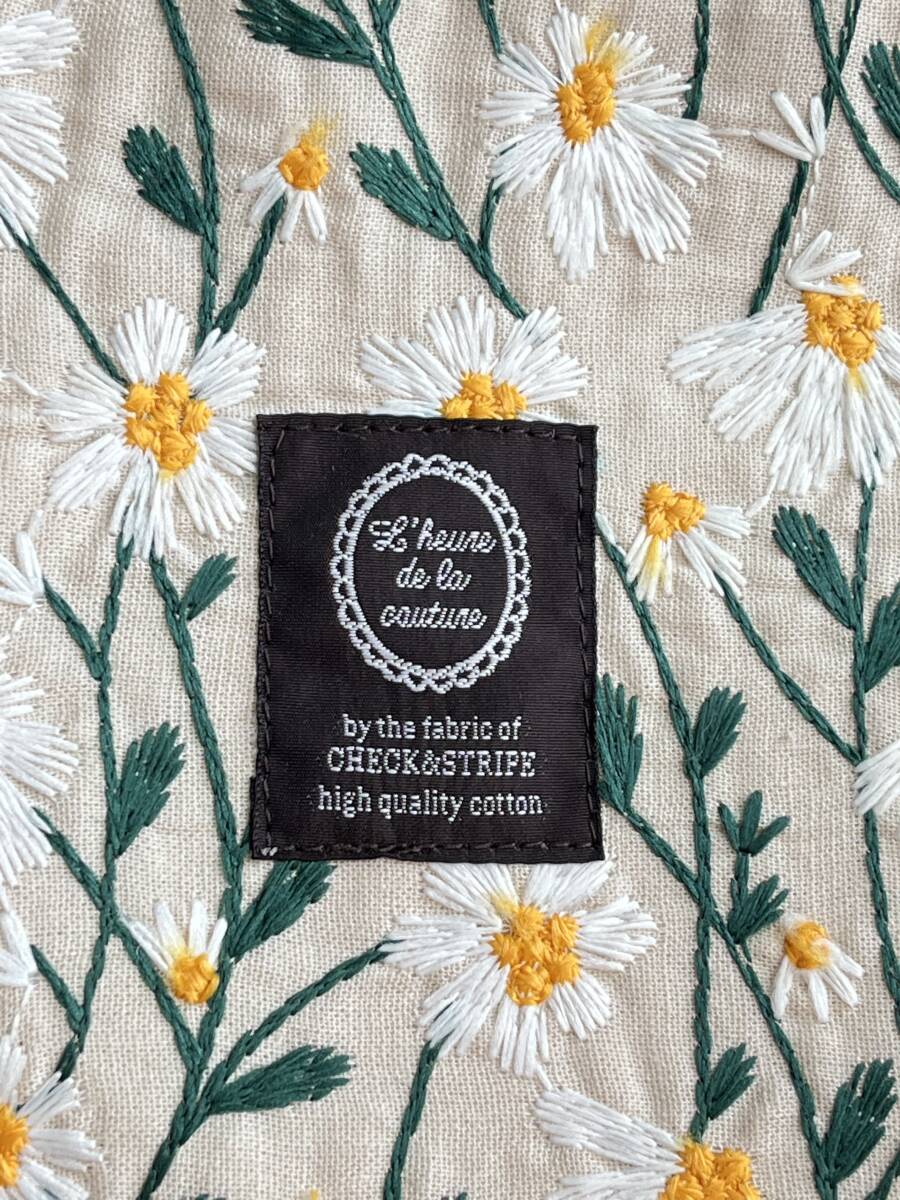 L'heure
de la
couture
by the fabric of
CHECK&STRIPE
high quality cotton